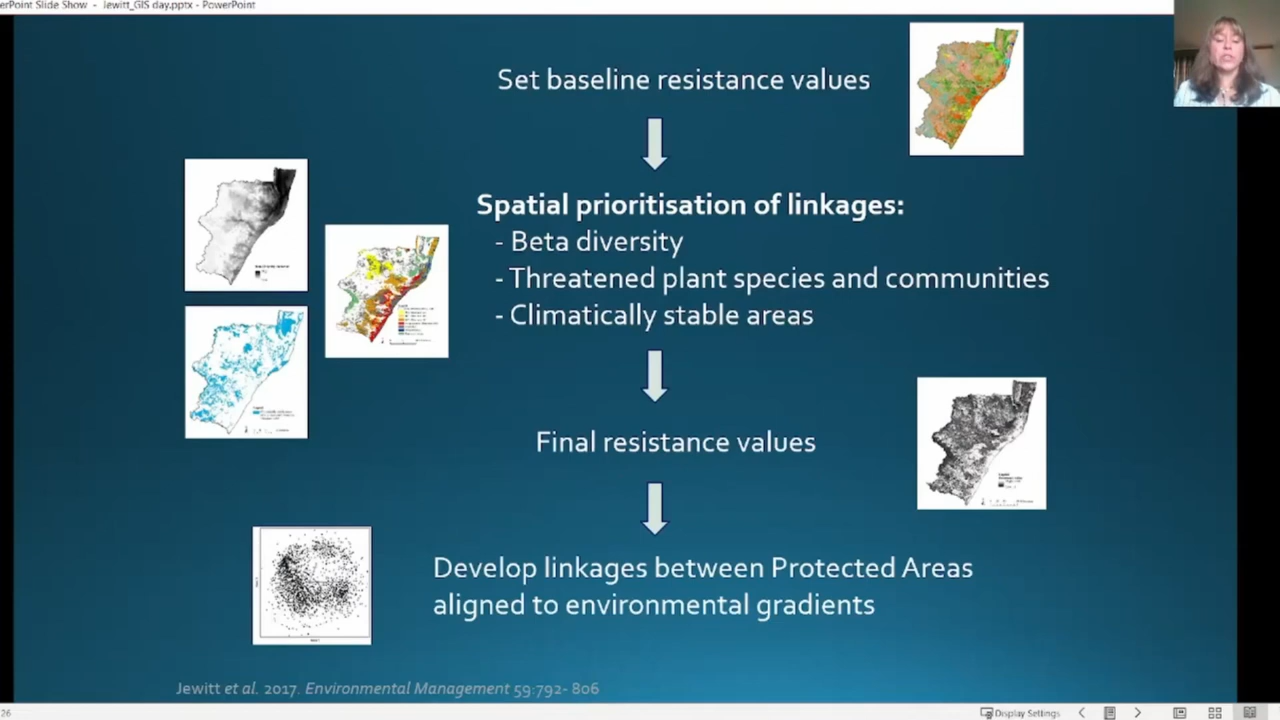 erPoint Slide Show - Jewitt_GIS day.pptx - PowerPoint
Set baseline resistance values
Spatial prioritisation of linkages:
- Beta diversity
- Threatened plant species and communities
- Climatically stable areas
Final resistance values
Develop linkages between Protected Areas
aligned to environmental gradients
Jewitt et al. 2017. Environmental Management 59:792- 806
26
Display Settings